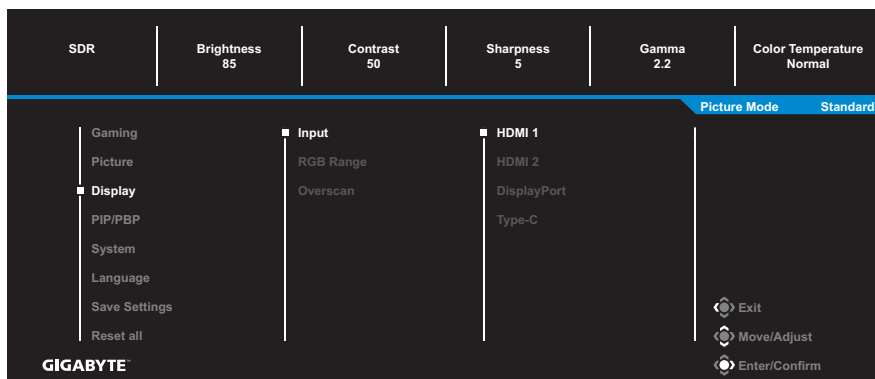 SDR
Brightness
85
Contrast
50
Sharpness
5
Gamma
2.2
Color Temperature
Normal
Picture Mode Standard
Gaming
Picture
Display
PIP/PBP
System
Language
Save Settings
Reset all
Input
RGB Range
Overscan
HDMI 1
HDMI 2
DisplayPort
Type-C
Exit
Move/Adjust
Enter/Confirm
GIGABYTE™